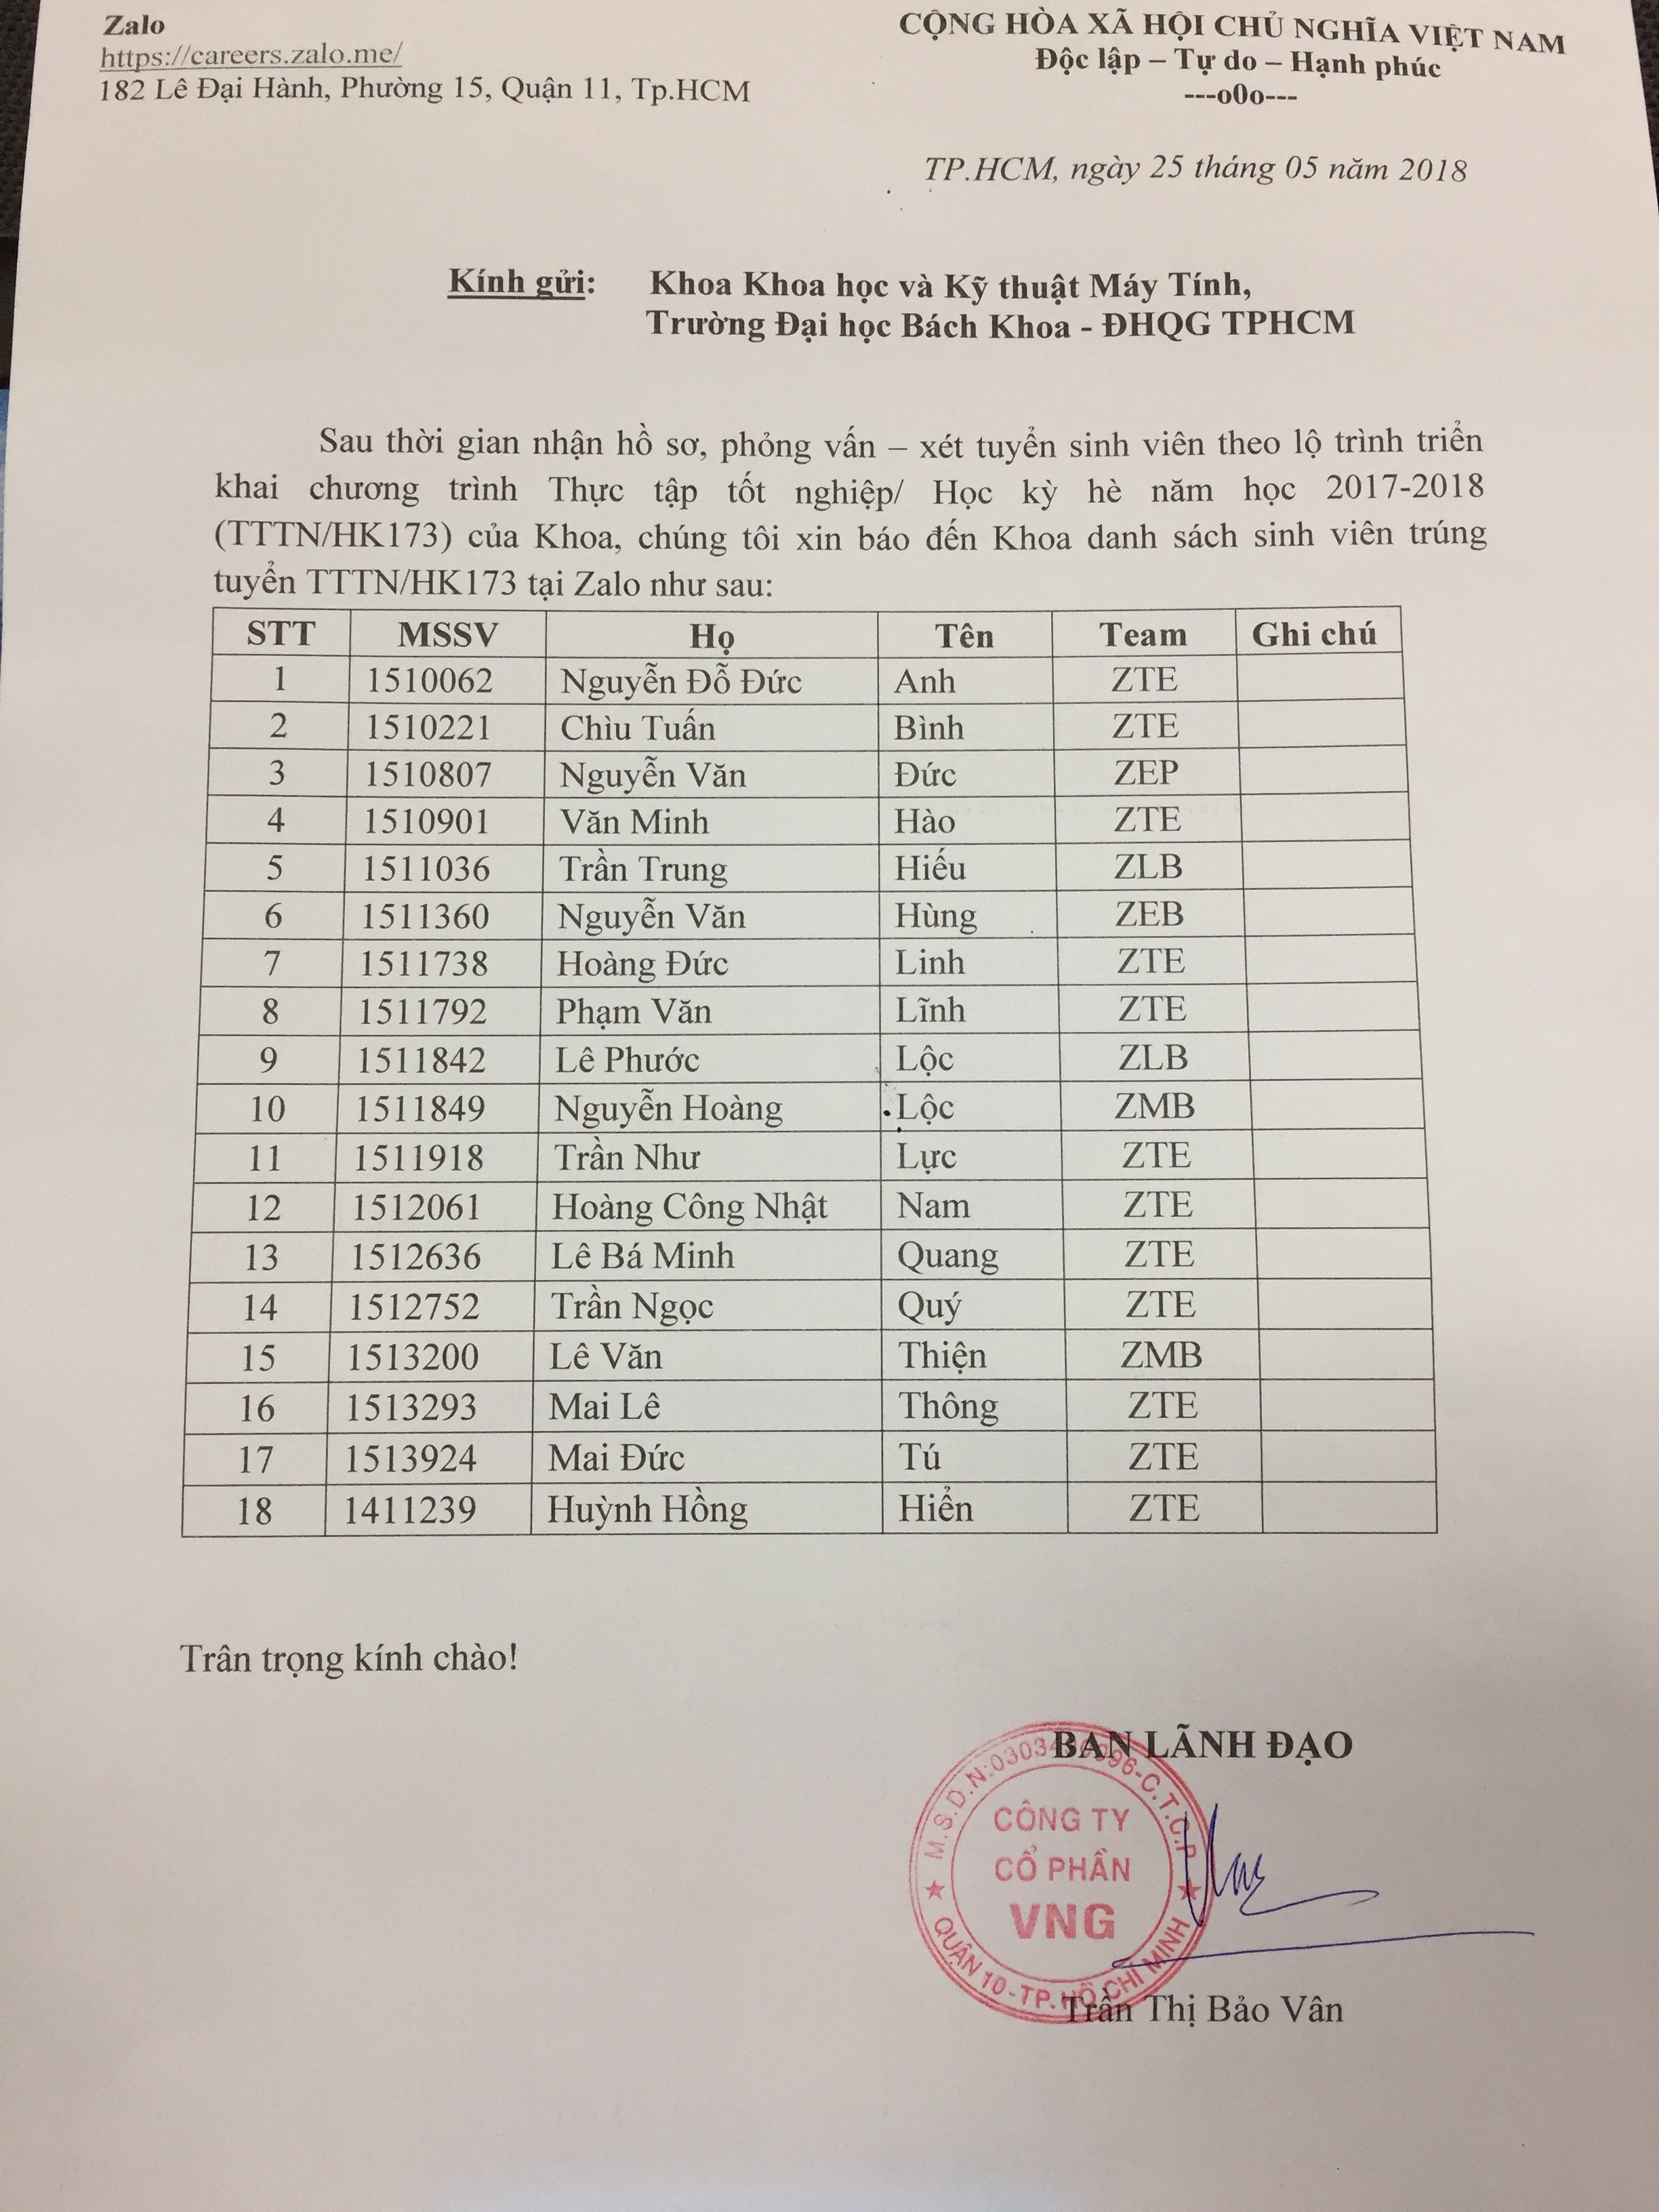 Zalo
https://careers.zalo.me/
182 Lê Đại Hành, Phường 15, Quận 11, Tp.HCM
CỘNG HÒA XÃ HỘI CHỦ NGHĨA VIỆT NAM
Độc lập – Tự do – Hạnh phúc
---o0o---
TP.HCM, ngày 25 tháng 05 năm 2018
Kính gửi: Khoa Khoa học và Kỹ thuật Máy Tính,
Trường Đại học Bách Khoa - ĐHQG TPHCM
Sau thời gian nhận hồ sơ, phỏng vấn – xét tuyển sinh viên theo lộ trình triển
khai chương trình Thực tập tốt nghiệp/ Học kỳ hè năm học 2017-2018
(TTTN/HK173) của Khoa, chúng tôi xin báo đến Khoa danh sách sinh viên trúng
tuyển TTTN/HK173 tại Zalo như sau:
STT MSSV Họ Tên Team Ghi chú
1 1510062 Nguyễn Đỗ Đức Anh ZTE
2 1510221 Chìu Tuấn Bình ZTE
3 1510807 Nguyễn Văn Đức ZEP
4 1510901 Văn Minh Hào ZTE
5 1511036 Trần Trung Hiếu ZLB
6 1511360 Nguyễn Văn Hùng ZEB
7 1511738 Hoàng Đức Linh ZTE
8 1511792 Phạm Văn Lĩnh ZTE
9 1511842 Lê Phước Lộc ZLB
10 1511849 Nguyễn Hoàng Lộc ZMB
11 1511918 Trần Như Lực ZTE
12 1512061 Hoàng Công Nhật Nam ZTE
13 1512636 Lê Bá Minh Quang ZTE
14 1512752 Trần Ngọc Quý ZTE
15 1513200 Lê Văn Thiện ZMB
16 1513293 Mai Lê Thông ZTE
17 1513924 Mai Đức Tú ZTE
18 1411239 Huỳnh Hồng Hiển ZTE
Trân trọng kính chào!
BAN LÃNH ĐẠO
C.T.C.P
CÔNG TY
CỔ PHẦN
VNG
QUẬN 10-TP.HỒ CHÍ MINH
Trần Thị Bảo Vân